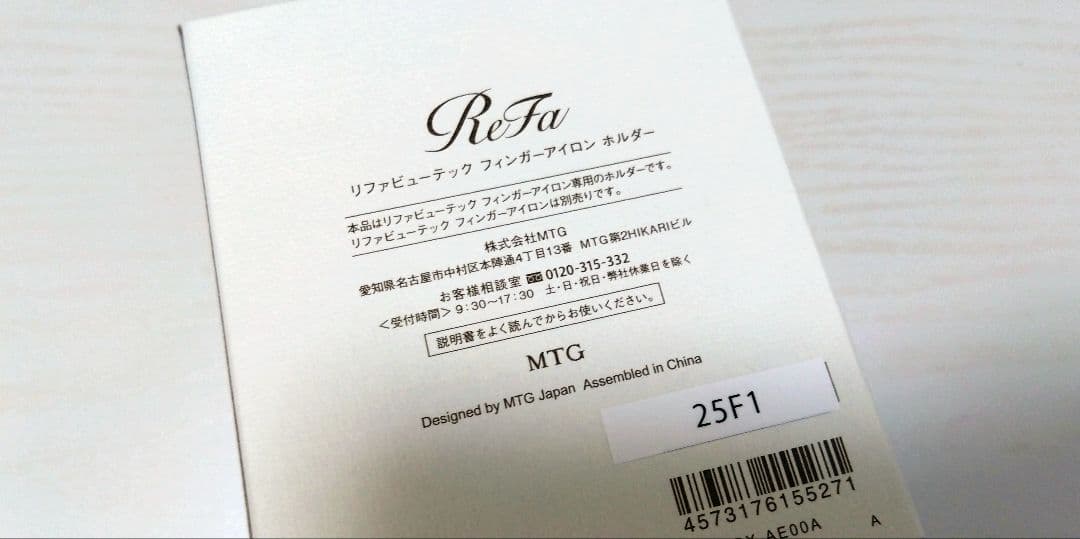 ReFa
リファビューテック フィンガーアイロン ホルダー
本品はリファビューテック フィンガーアイロン専用のホルダーです。
リファビューテック フィンガーアイロンは別売りです。
株式会社MTG
愛知県名古屋市中村区本陣通4丁目13番 MTG第2HIKARIビル
お客様相談室 0120-315-332
＜受付時間＞9:30〜17:30 土・日・祝日・弊社休業日を除く
説明書をよく読んでからお使いください。
MTG
Designed by MTG Japan Assembled in China
25F1
4573176155271
AE00A A